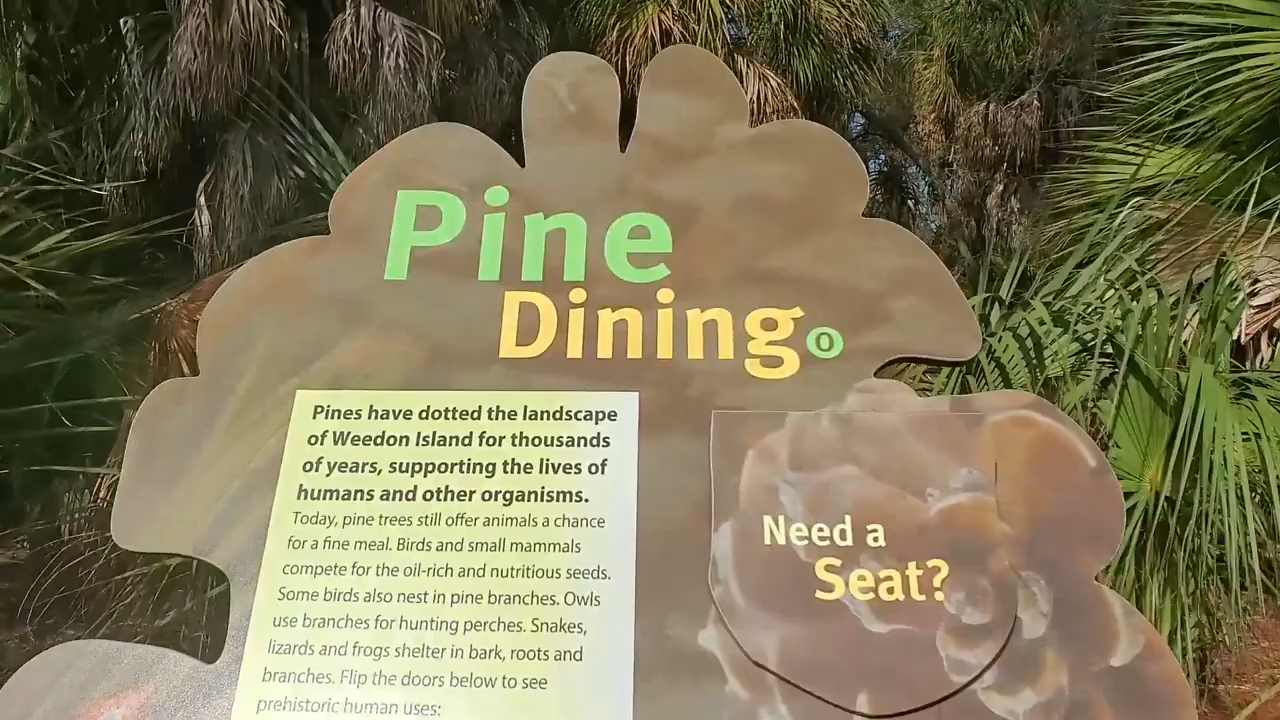 Pine
Dining
O
Pines have dotted the landscape
of Weedon Island for thousands
of years, supporting the lives of
humans and other organisms.
Today, pine trees still offer animals a chance
for a fine meal. Birds and small mammals
compete for the oil-rich and nutritious seeds.
Some birds also nest in pine branches. Owls
use branches for hunting perches. Snakes,
lizards and frogs shelter in bark, roots and
branches. Flip the doors below to see
prehistoric human uses:
Need a
Seat?